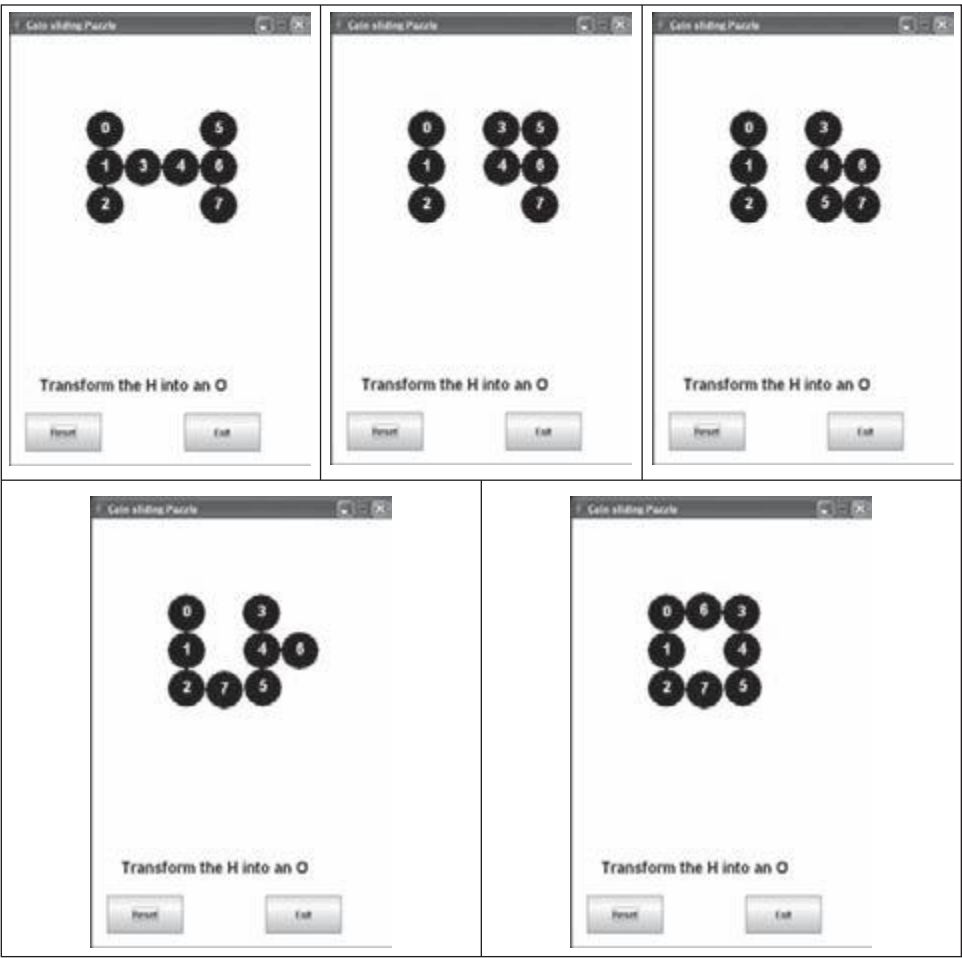 Coin sliding Puzzle
0 5
1 3 4 6
2 7
Transform the H into an O
Reset Exit
Coin sliding Puzzle
0 3 5
1 4 6
2 7
Transform the H into an O
Reset Exit
Coin sliding Puzzle
0 3
1 4 6
2 5 7
Transform the H into an O
Reset Exit
Coin sliding Puzzle
0 3
1 4 6
2 7 5
Transform the H into an O
Reset Exit
Coin sliding Puzzle
0 6 3
1 4
2 7 5
Transform the H into an O
Reset Exit